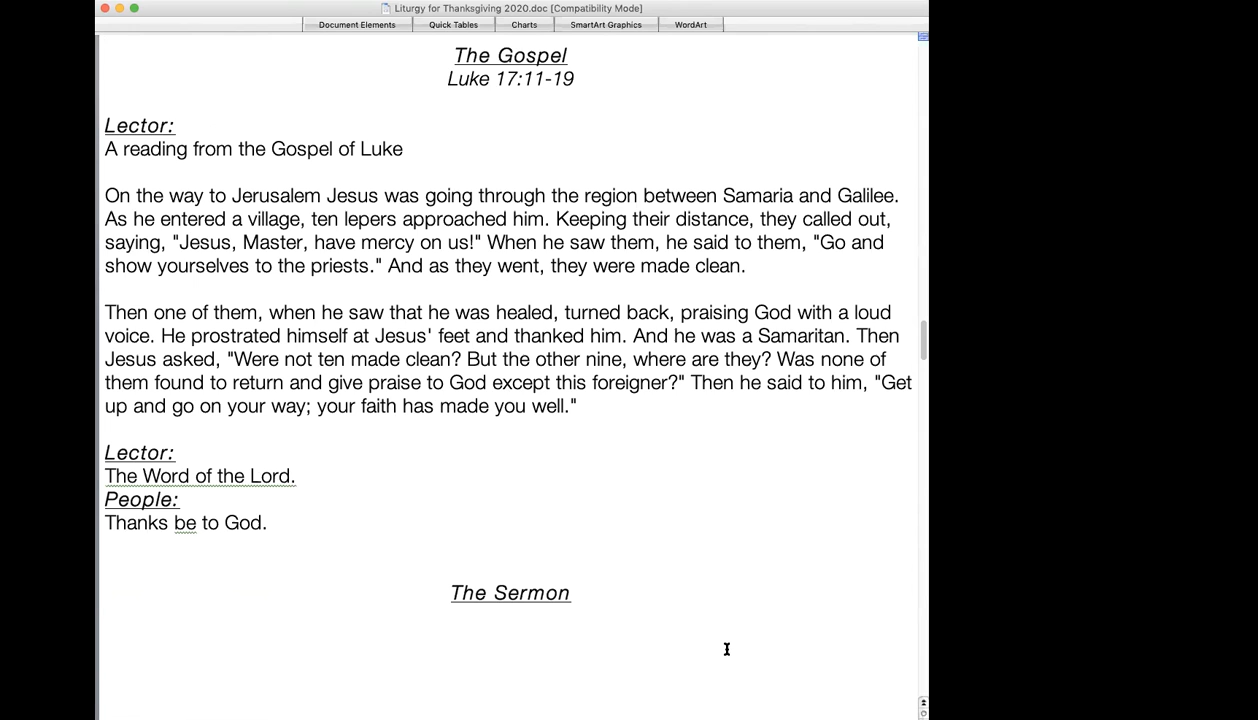 Liturgy for Thanksgiving 2020.doc [Compatibility Mode]
Document Elements Quick Tables Charts SmartArt Graphics WordArt
The Gospel
Luke 17:11-19
Lector:
A reading from the Gospel of Luke
On the way to Jerusalem Jesus was going through the region between Samaria and Galilee.
As he entered a village, ten lepers approached him. Keeping their distance, they called out,
saying, "Jesus, Master, have mercy on us!" When he saw them, he said to them, "Go and
show yourselves to the priests." And as they went, they were made clean.
Then one of them, when he saw that he was healed, turned back, praising God with a loud
voice. He prostrated himself at Jesus' feet and thanked him. And he was a Samaritan. Then
Jesus asked, "Were not ten made clean? But the other nine, where are they? Was none of
them found to return and give praise to God except this foreigner?" Then he said to him, "Get
up and go on your way; your faith has made you well."
Lector:
The Word of the Lord.
People:
Thanks be to God.
The Sermon